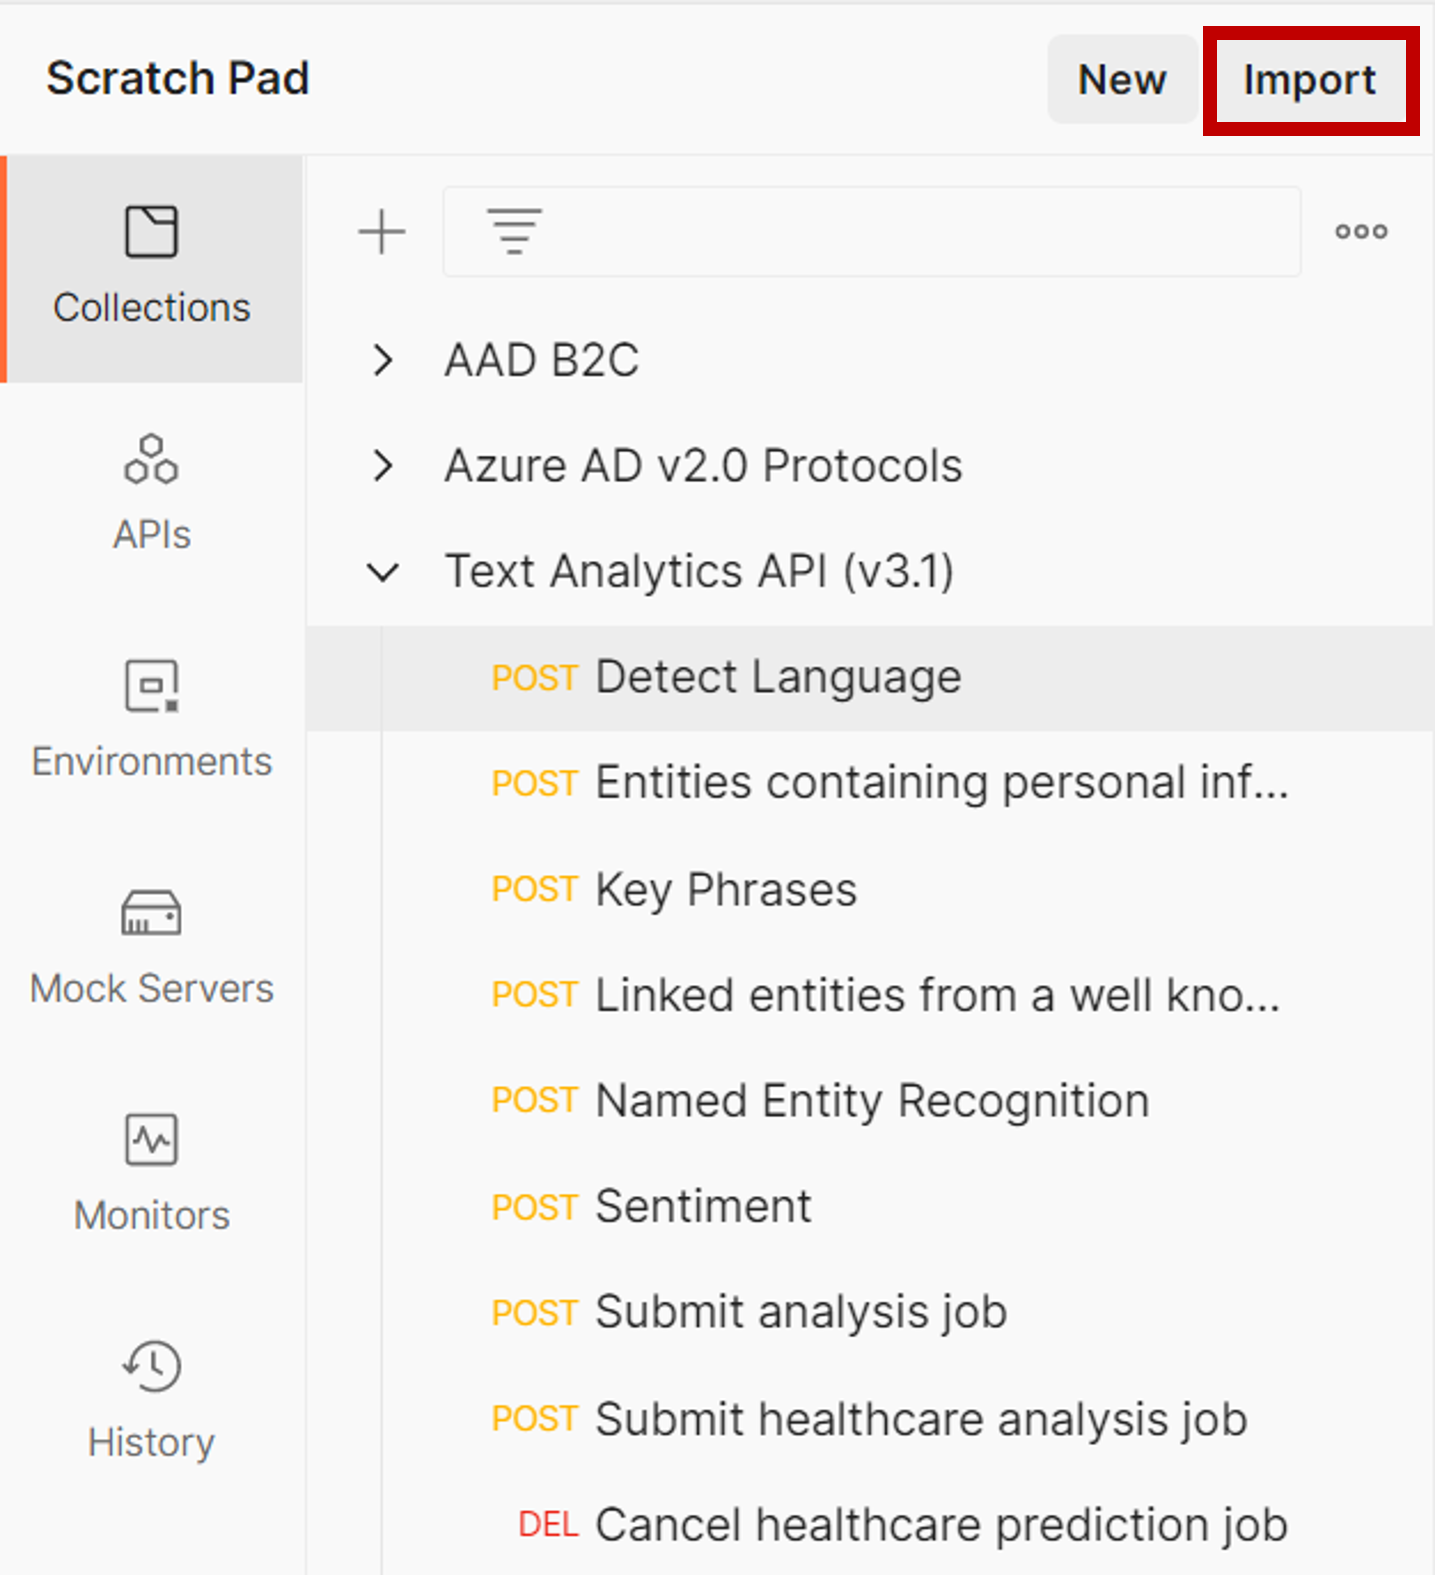 Scratch Pad
New
Import
Collections
APIs
Environments
Mock Servers
Monitors
History
AAD B2C
Azure AD v2.0 Protocols
Text Analytics API (v3.1)
POST Detect Language
POST Entities containing personal inf...
POST Key Phrases
POST Linked entities from a well kno...
POST Named Entity Recognition
POST Sentiment
POST Submit analysis job
POST Submit healthcare analysis job
DEL Cancel healthcare prediction job